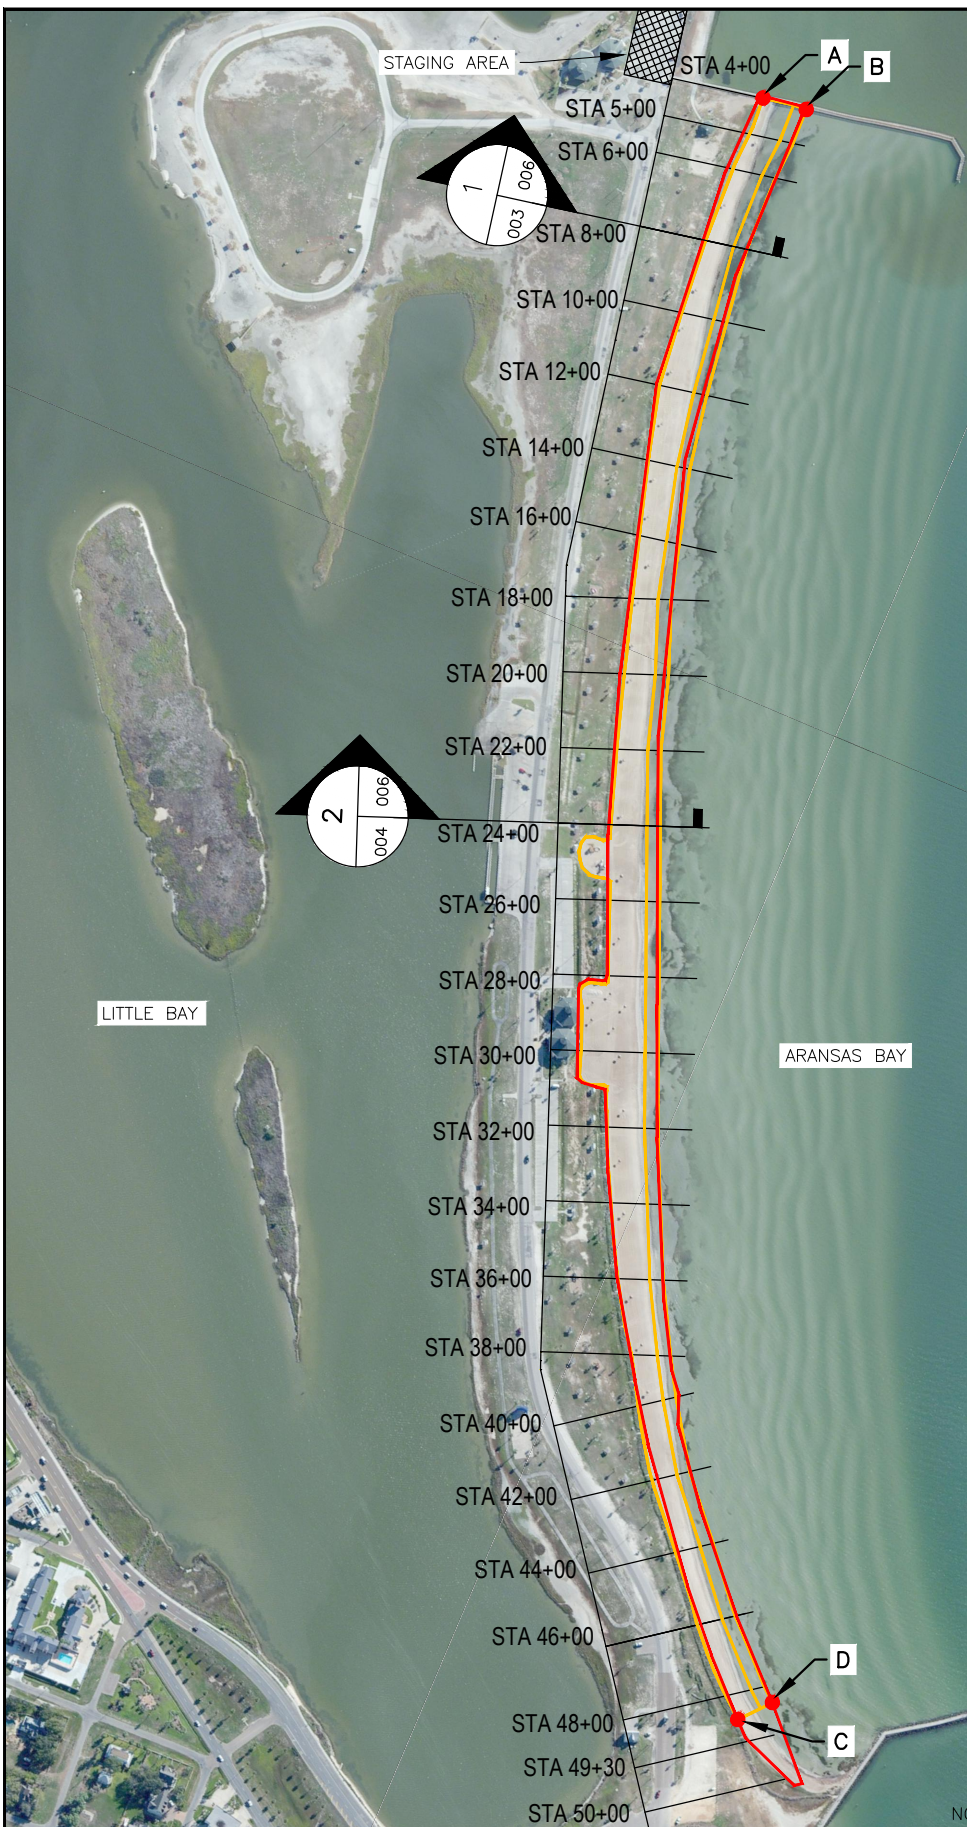 STAGING AREA
STA 4+00
A
B
STA 5+00
STA 6+00
1
006
003
STA 8+00
STA 10+00
STA 12+00
STA 14+00
STA 16+00
STA 18+00
STA 20+00
STA 22+00
2
006
004
STA 24+00
STA 26+00
STA 28+00
LITTLE BAY
STA 30+00
ARANSAS BAY
STA 32+00
STA 34+00
STA 36+00
STA 38+00
STA 40+00
STA 42+00
STA 44+00
STA 46+00
D
STA 48+00
C
STA 49+30
STA 50+00